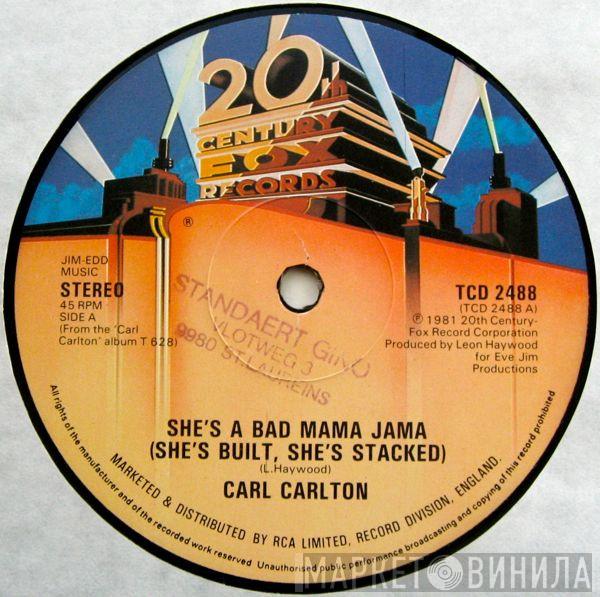 20th
CENTURY
FOX
RECORDS
®
JIM-EDD
MUSIC
STEREO
45 RPM
SIDE A
(From the 'Carl
Carlton' album T 628)
TCD 2488
(TCD 2488 A)
℗ 1981 20th Century-
Fox Record Corporation
Produced by Leon Haywood
for Eve Jim
Productions
STANDAERT GINO
VLOTWEG 3
9980 ST.LAUREINS
SHE'S A BAD MAMA JAMA
(SHE'S BUILT, SHE'S STACKED)
(L.Haywood)
CARL CARLTON
MARKETED & DISTRIBUTED BY RCA LIMITED, RECORD DIVISION, ENGLAND.
All rights of the manufacturer and of the recorded work reserved Unauthorised public performance broadcasting and copying of this record prohibited
МАРКЕТ ВИНИЛА